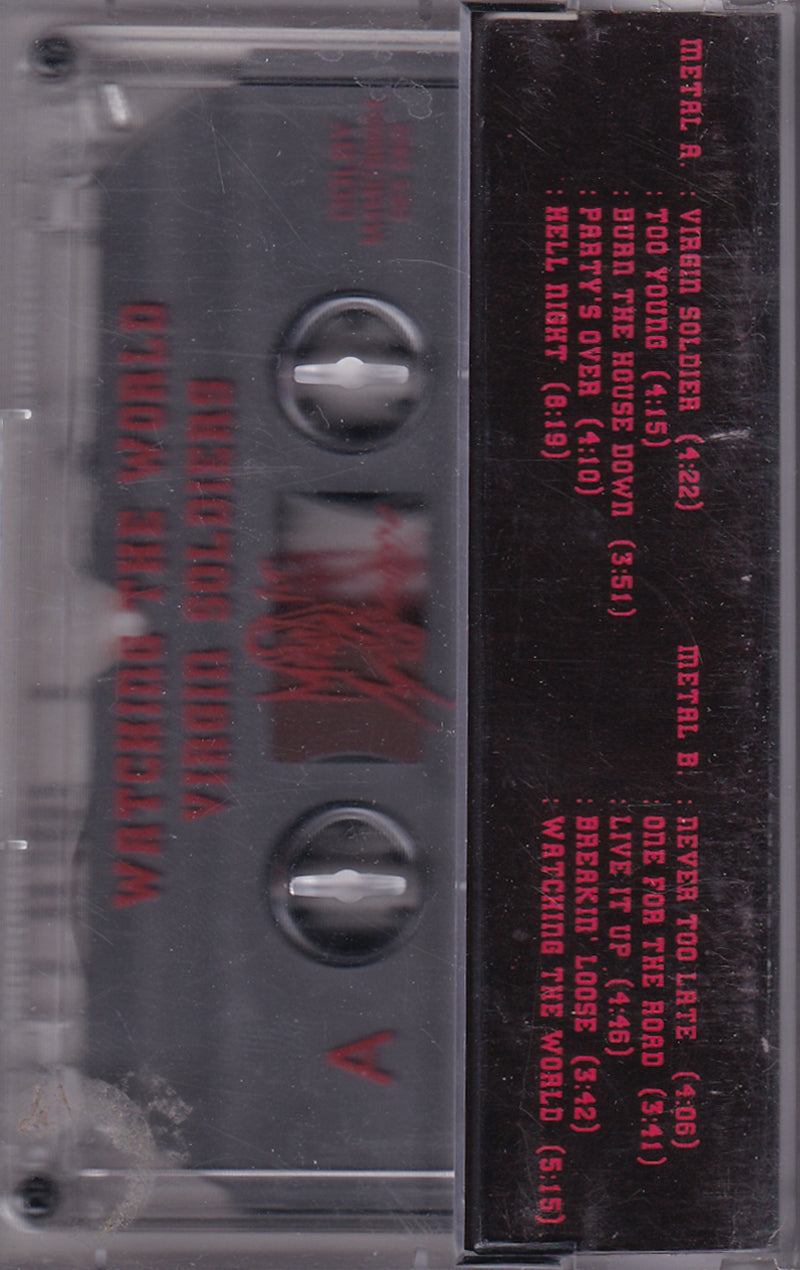 METAL A. : VIRGIN SOLDIER (4:22)
: TOO YOUNG (4:15)
: BURN THE HOUSE DOWN (3:51)
: PARTY'S OVER (4:10)
: HELL NIGHT (8:19)
METAL B. : NEVER TOO LATE (4:06)
: ONE FOR THE ROAD (3:41)
: LIVE IT UP (4:46)
: BREAKIN' LOOSE (3:42)
: WATCHING THE WORLD (5:15)
WATCHING THE WORLD
VIRGIN SOLDIERS
A
DOLBY